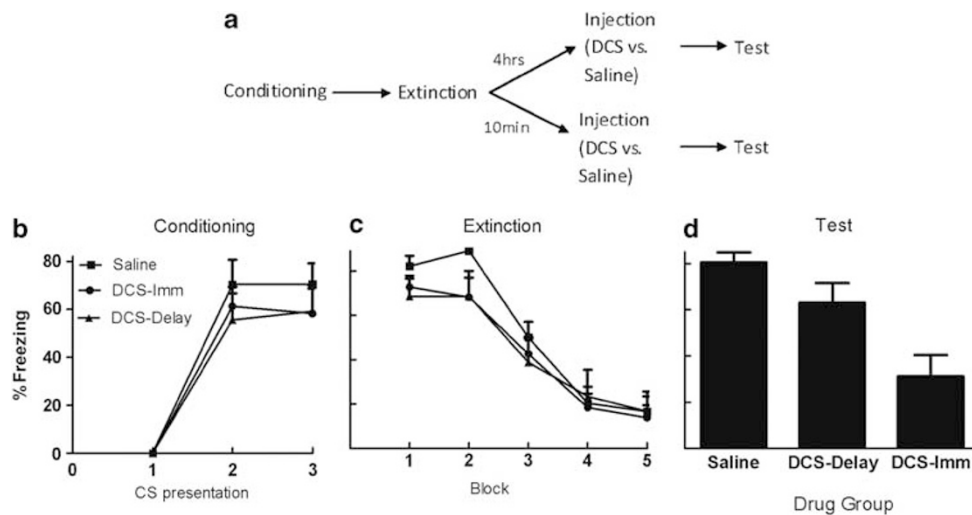 a
Injection
(DCS vs.
Saline)
4hrs
Test
Conditioning
Extinction
10min
Injection
(DCS vs.
Saline)
Test
b
Conditioning
80
60
40
20
0
% Freezing
Saline
DCS-Imm
DCS-Delay
0 1 2 3
CS presentation
c
Extinction
1 2 3 4 5
Block
d
Test
Saline DCS-Delay DCS-Imm
Drug Group